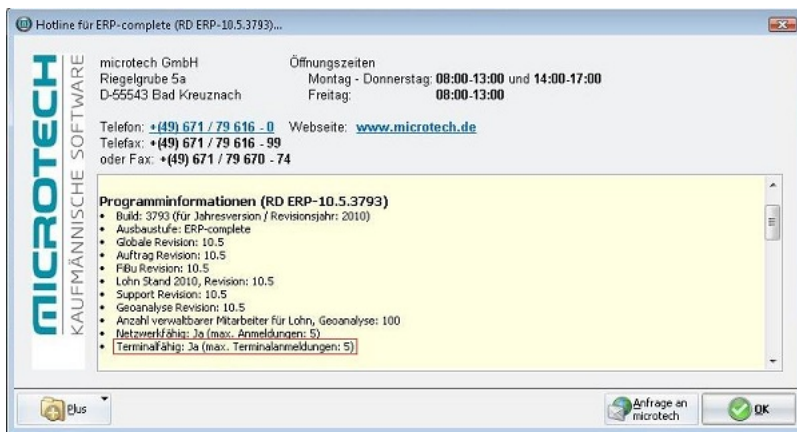 Hotline für ERP-complete (RD ERP-10.5.3793)...
MICROTECH
KAUFMÄNNISCHE SOFTWARE
microtech GmbH
Riegelgrube 5a
D-55543 Bad Kreuznach
Öffnungszeiten
Montag - Donnerstag: 08:00-13:00 und 14:00-17:00
Freitag: 08:00-13:00
Telefon: +(49) 671 / 79 616 - 0 Webseite: www.microtech.de
Telefax: +(49) 671 / 79 616 - 99
oder Fax: +(49) 671 / 79 670 - 74
Programminformationen (RD ERP-10.5.3793)
• Build: 3793 (für Jahresversion / Revisionsjahr: 2010)
• Ausbaustufe: ERP-complete
• Globale Revision: 10.5
• Auftrag Revision: 10.5
• FiBu Revision: 10.5
• Lohn Stand 2010, Revision: 10.5
• Support Revision: 10.5
• Geoanalyse Revision: 10.5
• Anzahl verwaltbarer Mitarbeiter für Lohn, Geoanalyse: 100
• Netzwerkfähig: Ja (max. Anmeldungen: 5)
• Terminalfähig: Ja (max. Terminalanmeldungen: 5)
Plus
Anfrage an
microtech
OK